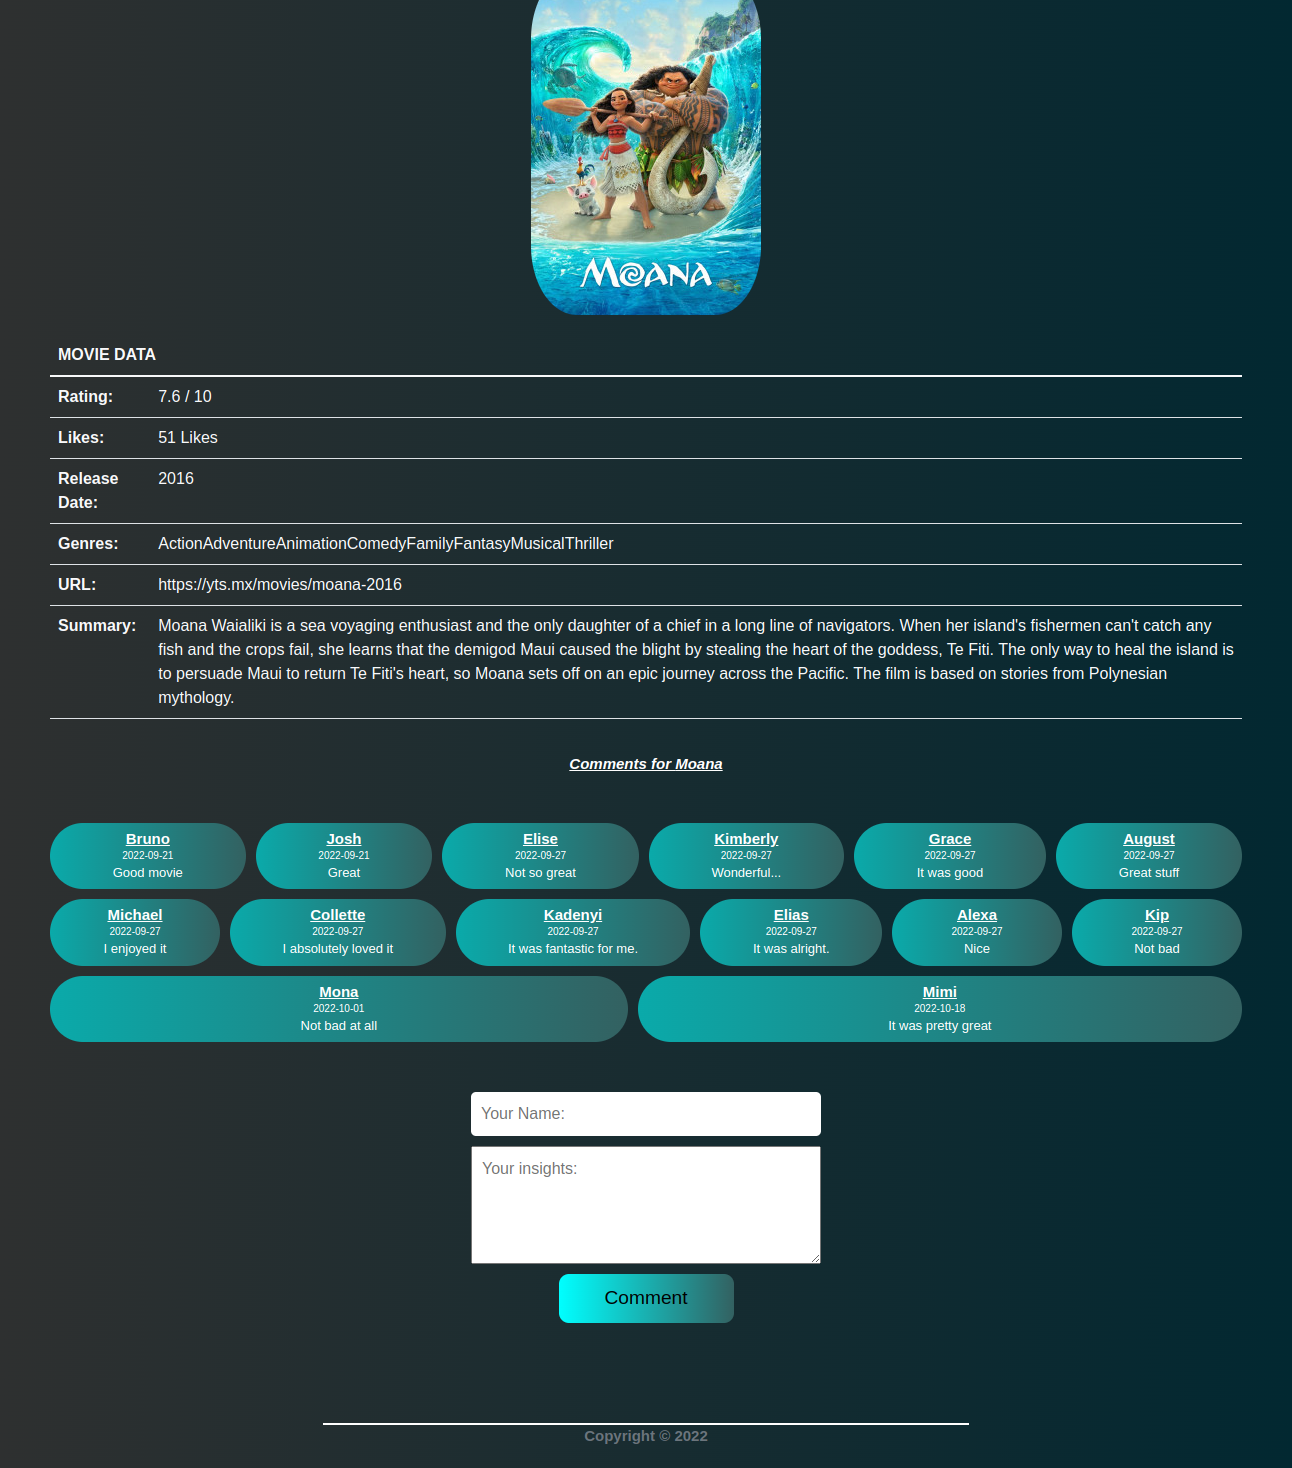 MOANA
MOVIE DATA
Rating: 7.6 / 10
Likes: 51 Likes
Release 2016
Date:
Genres: ActionAdventureAnimationComedyFamilyFantasyMusicalThriller
URL: https://yts.mx/movies/moana-2016
Summary: Moana Waialiki is a sea voyaging enthusiast and the only daughter of a chief in a long line of navigators. When her island's fishermen can't catch any
fish and the crops fail, she learns that the demigod Maui caused the blight by stealing the heart of the goddess, Te Fiti. The only way to heal the island is
to persuade Maui to return Te Fiti's heart, so Moana sets off on an epic journey across the Pacific. The film is based on stories from Polynesian
mythology.
Comments for Moana
Bruno
2022-09-21
Good movie
Josh
2022-09-21
Great
Elise
2022-09-27
Not so great
Kimberly
2022-09-27
Wonderful...
Grace
2022-09-27
It was good
August
2022-09-27
Great stuff
Michael
2022-09-27
I enjoyed it
Collette
2022-09-27
I absolutely loved it
Kadenyi
2022-09-27
It was fantastic for me.
Elias
2022-09-27
It was alright.
Alexa
2022-09-27
Nice
Kip
2022-09-27
Not bad
Mona
2022-10-01
Not bad at all
Mimi
2022-10-18
It was pretty great
Your Name:
Your insights:
Comment
Copyright © 2022